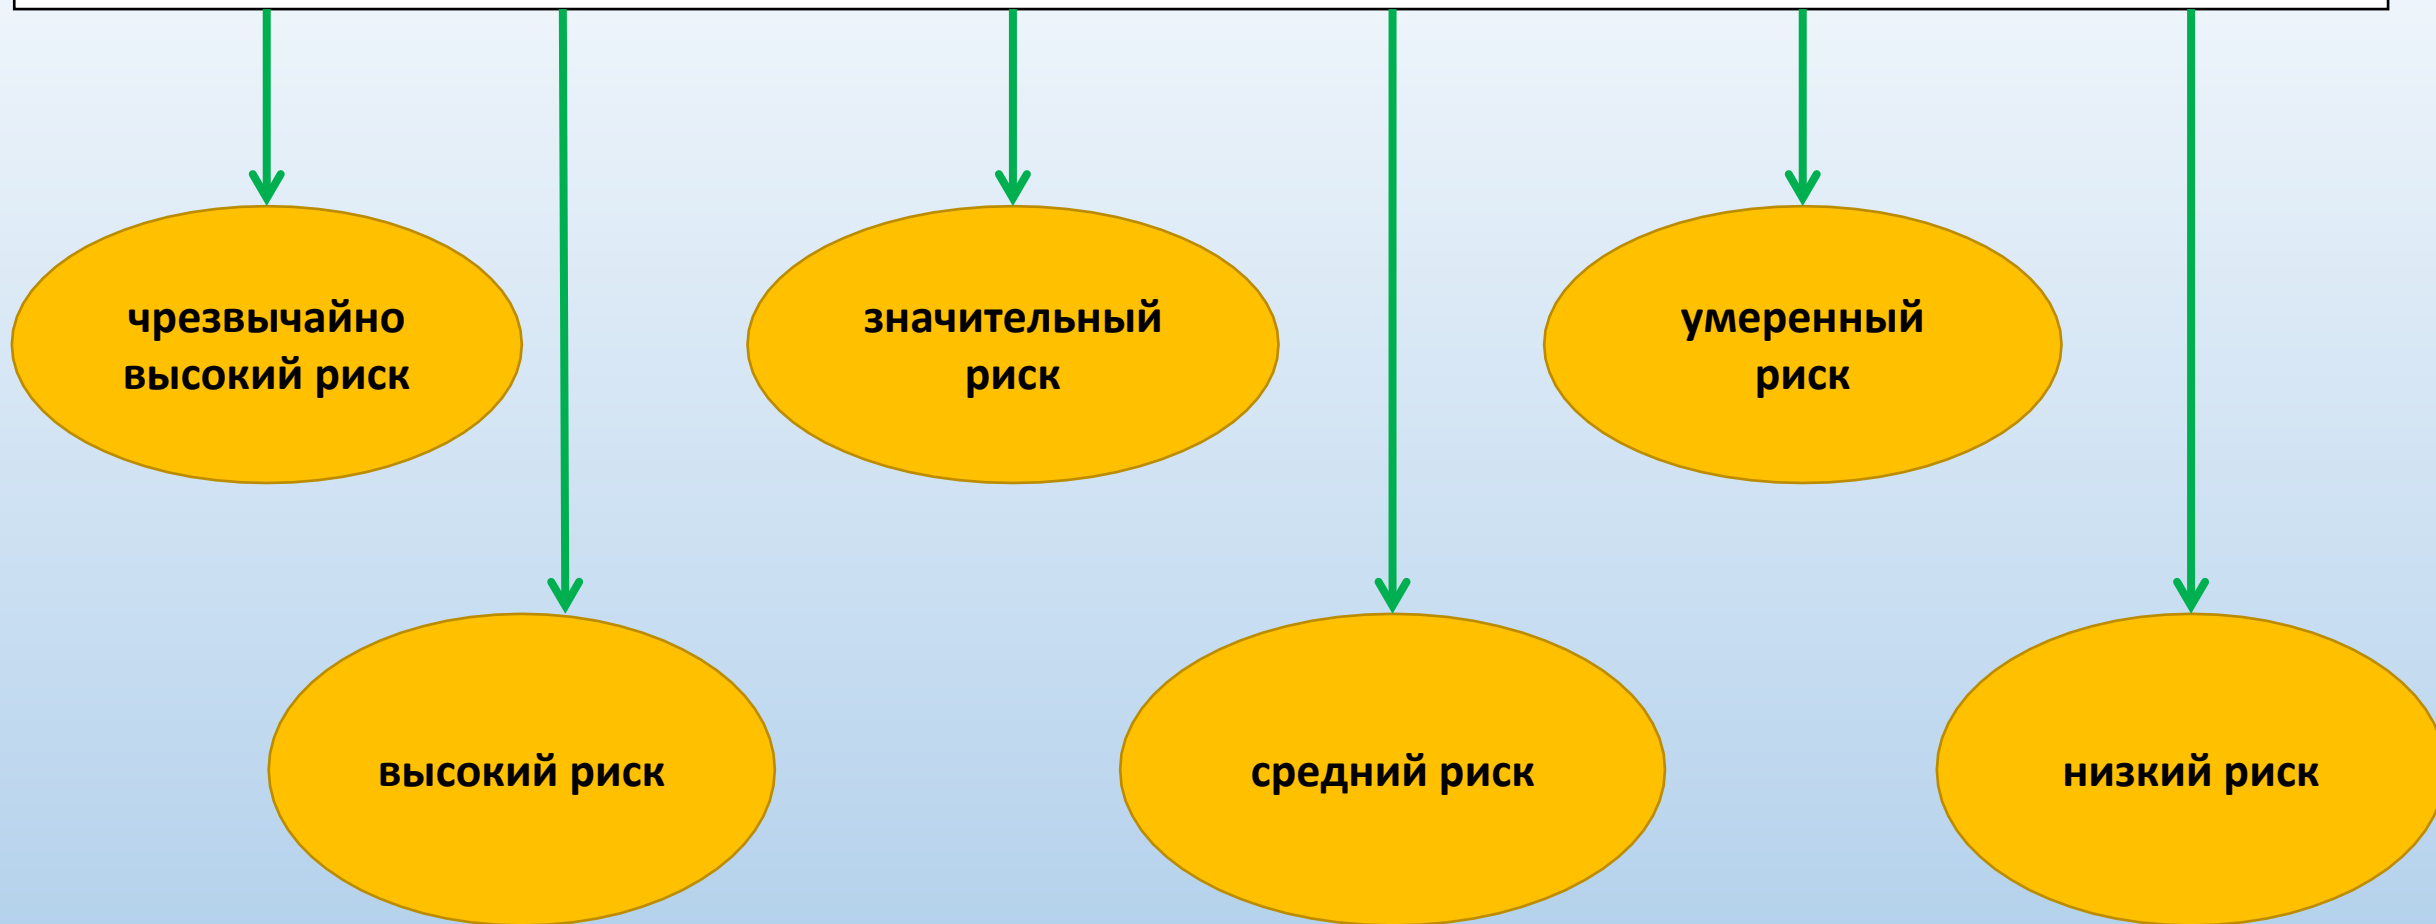 чрезвычайно
высокий риск
значительный
риск
умеренный
риск
высокий риск
средний риск
низкий риск